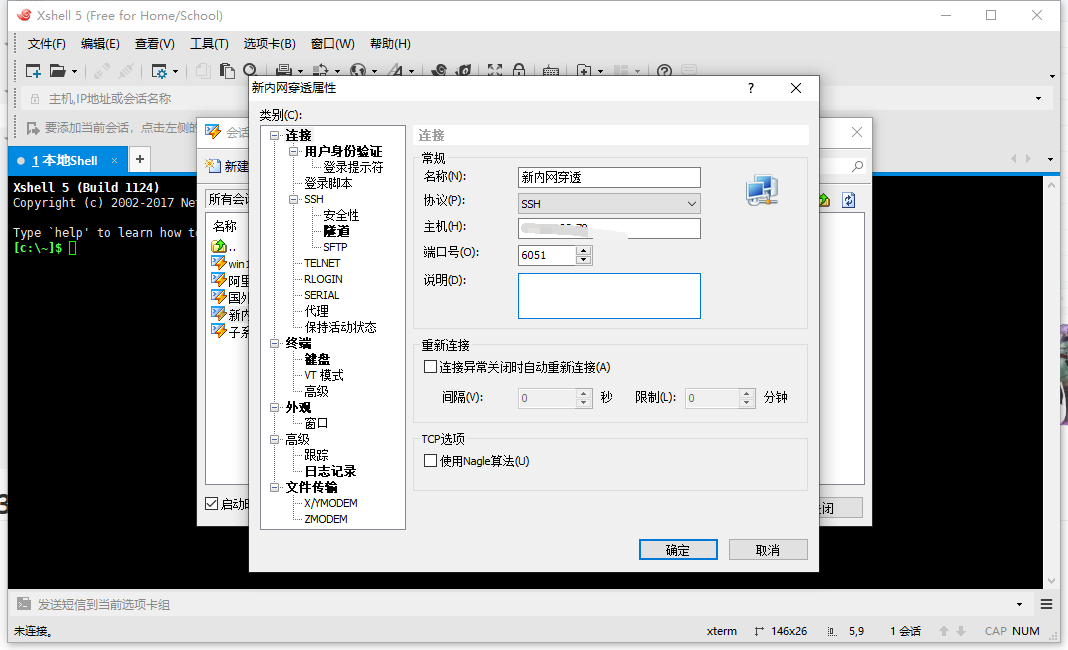 Xshell 5 (Free for Home/School)
文件(F) 编辑(E) 查看(V) 工具(T) 选项卡(B) 窗口(W) 帮助(H)
主机,IP地址或会话名称
要添加当前会话，点击左侧的
1 本地Shell × +
Xshell 5 (Build 1124)
Copyright (c) 2002-2017 Ne
Type `help' to learn how t
[c:\~]$
会话
新建
所有会
名称
..
win
阿里
国外
新内
子系
启动时
闭
新内网穿透属性
类别(C):
连接
用户身份验证
登录提示符
登录脚本
SSH
安全性
隧道
SFTP
TELNET
RLOGIN
SERIAL
代理
保持活动状态
终端
键盘
VT 模式
高级
外观
窗口
高级
跟踪
日志记录
文件传输
X/YMODEM
ZMODEM
连接
常规
名称(N): 新内网穿透
协议(P): SSH
主机(H):
端口号(O): 6051
说明(D):
重新连接
连接异常关闭时自动重新连接(A)
间隔(V): 0 秒 限制(L): 0 分钟
TCP选项
使用Nagle算法(U)
确定 取消
发送短信到当前选项卡组
未连接。 xterm 146x26 5,9 1 会话 CAP NUM